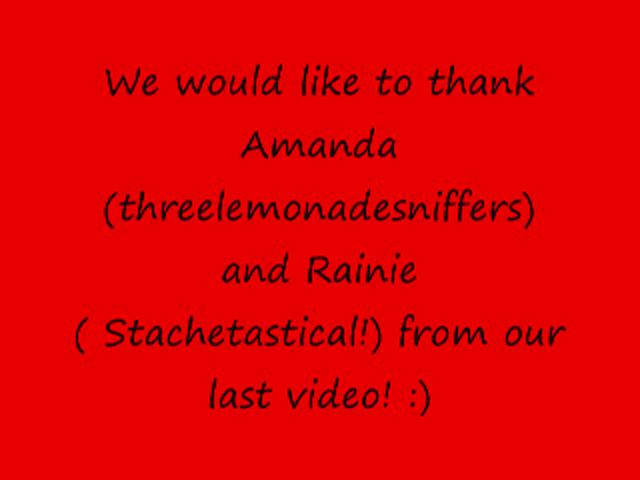 We would like to thank
Amanda
(threelemonadesniffers)
and Rainie
( Stachetastical!) from our
last video! :)